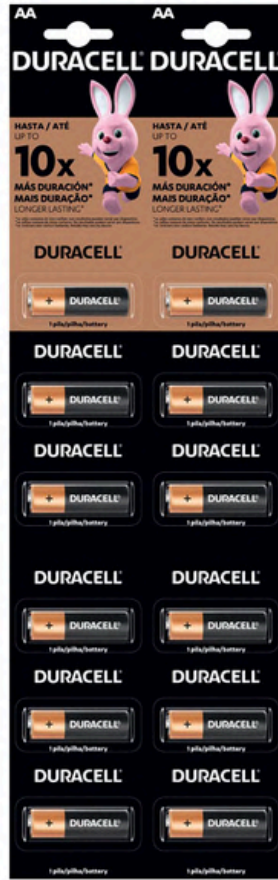 AA AA
DURACELL DURACELL
HASTA / ATÉ HASTA / ATÉ
UP TO UP TO
10x 10x
MÁS DURACIÓN* MÁS DURACIÓN*
MAIS DURAÇÃO* MAIS DURAÇÃO*
LONGER LASTING* LONGER LASTING*
DURACELL DURACELL
+ DURACELL + DURACELL
1 pila/pilha/battery 1 pila/pilha/battery
DURACELL DURACELL
+ DURACELL + DURACELL
1 pila/pilha/battery 1 pila/pilha/battery
DURACELL DURACELL
+ DURACELL + DURACELL
1 pila/pilha/battery 1 pila/pilha/battery
DURACELL DURACELL
+ DURACELL + DURACELL
1 pila/pilha/battery 1 pila/pilha/battery
DURACELL DURACELL
+ DURACELL + DURACELL
1 pila/pilha/battery 1 pila/pilha/battery
DURACELL DURACELL
+ DURACELL + DURACELL
1 pila/pilha/battery 1 pila/pilha/battery